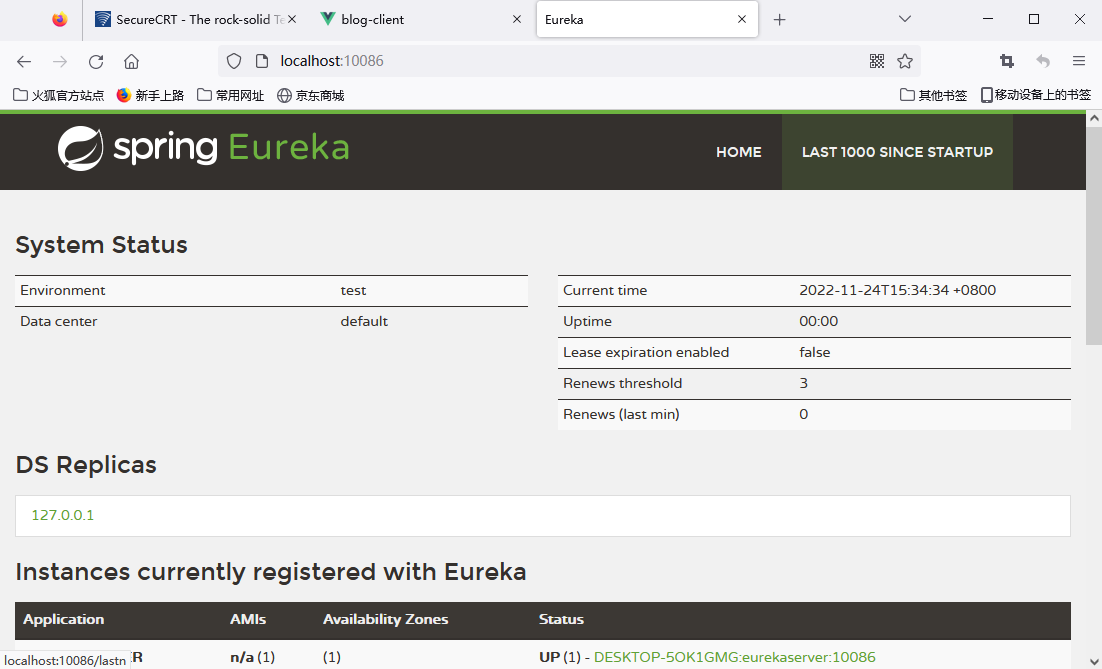 SecureCRT - The rock-solid Te
blog-client
Eureka
localhost:10086
火狐官方站点 新手上路 常用网址 京东商城 其他书签 移动设备上的书签
spring Eureka
HOME LAST 1000 SINCE STARTUP
System Status
Environment test
Data center default
Current time 2022-11-24T15:34:34 +0800
Uptime 00:00
Lease expiration enabled false
Renews threshold 3
Renews (last min) 0
DS Replicas
127.0.0.1
Instances currently registered with Eureka
Application AMIs Availability Zones Status
R n/a (1) (1) UP (1) - DESKTOP-5OK1GMG:eurekaserver:10086
localhost:10086/lastn